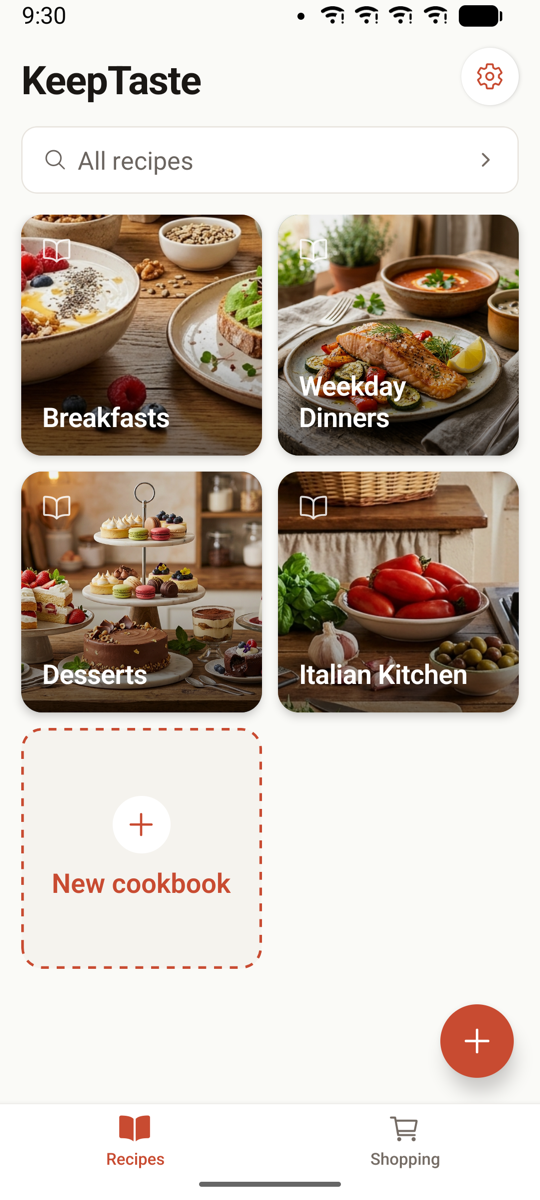 9:30
KeepTaste
All recipes
Breakfasts
Weekday
Dinners
Desserts
Italian Kitchen
New cookbook
Recipes
Shopping